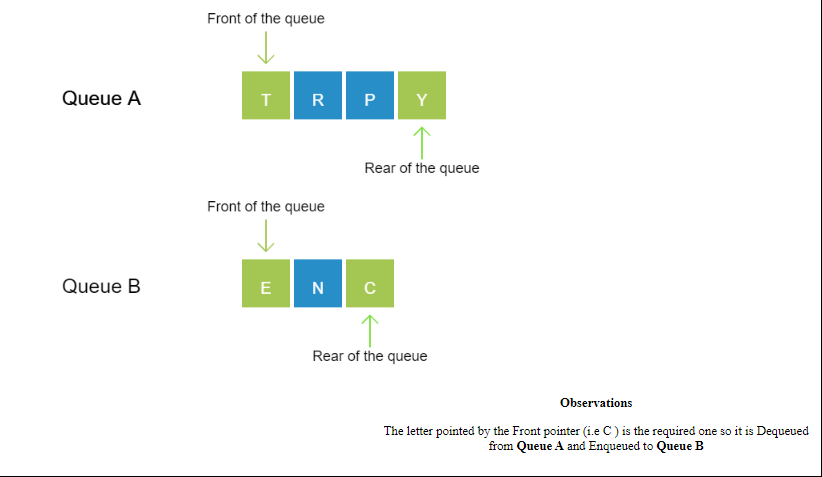 Front of the queue
Queue A
T R P Y
Rear of the queue
Front of the queue
Queue B
E N C
Rear of the queue
Observations
The letter pointed by the Front pointer (i.e C ) is the required one so it is Dequeued
from Queue A and Enqueued to Queue B